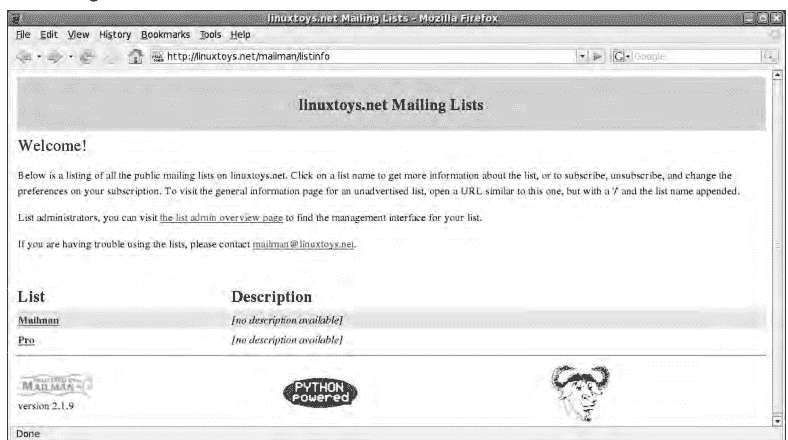 linuxtoys.net Mailing Lists - Mozilla Firefox
File Edit View History Bookmarks Tools Help
http://linuxtoys.net/mailman/listinfo
Google
linuxtoys.net Mailing Lists
Welcome!
Below is a listing of all the public mailing lists on linuxtoys.net. Click on a list name to get more information about the list, or to subscribe, unsubscribe, and change the
preferences on your subscription. To visit the general information page for an unadvertised list, open a URL similar to this one, but with a '/' and the list name appended.
List administrators, you can visit the list admin overview page to find the management interface for your list.
If you are having trouble using the lists, please contact mailman@linuxtoys.net.
List Description
Mailman [no description available]
Pro [no description available]
MAILMAN
PYTHON
Powered
version 2.1.9
Done